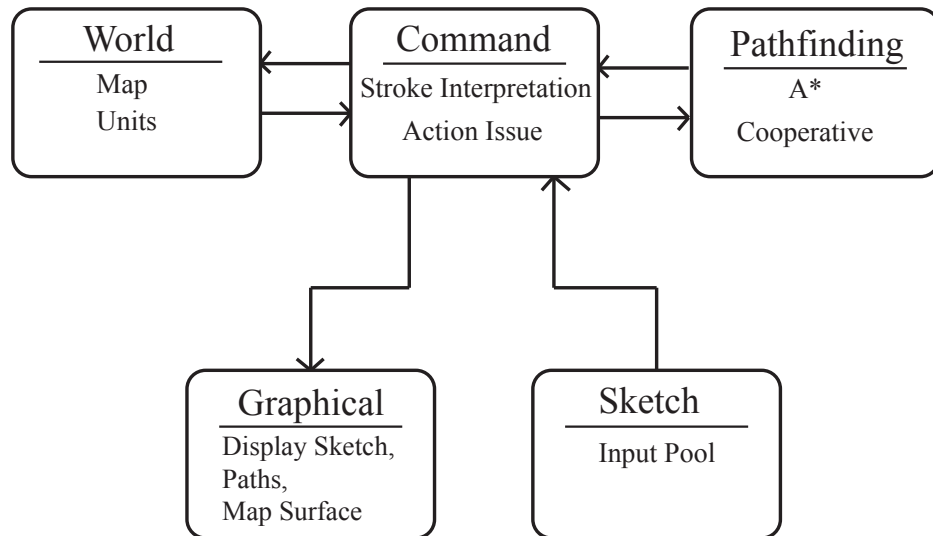 World
Map
Units
Command
Stroke Interpretation
Action Issue
Pathfinding
A*
Cooperative
Graphical
Display Sketch,
Paths,
Map Surface
Sketch
Input Pool